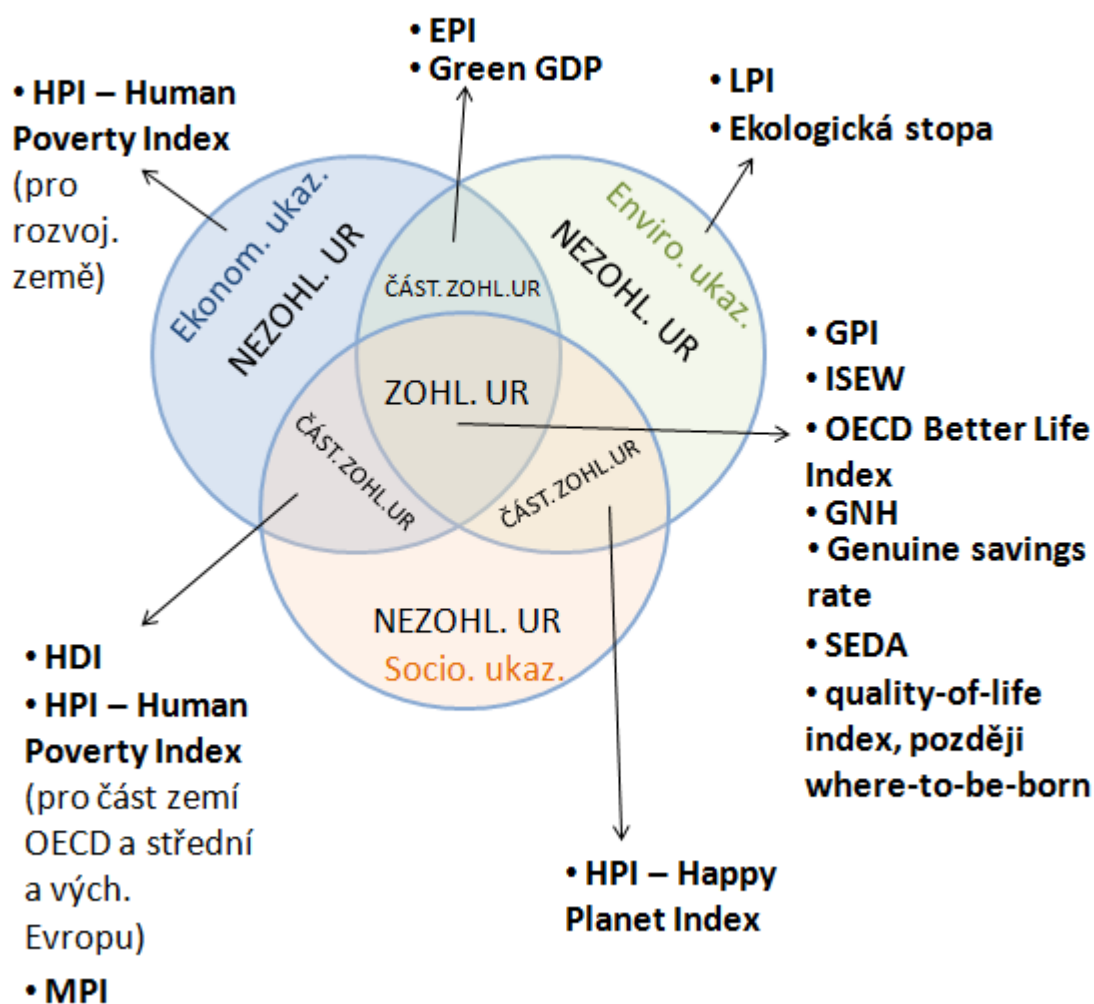 • EPI
• Green GDP
• HPI – Human
Poverty Index
(pro
rozvoj.
země)
• LPI
• Ekologická stopa
Ekonom. ukaz.
NEZOHL. UR
ČÁST.ZOHL.UR
Enviro. ukaz.
NEZOHL. UR
ZOHL. UR
ČÁST.ZOHL.UR
ČÁST.ZOHL.UR
NEZOHL. UR
Socio. ukaz.
• GPI
• ISEW
• OECD Better Life
Index
• GNH
• Genuine savings
rate
• SEDA
• quality-of-life
index, později
where-to-be-born
• HDI
• HPI – Human
Poverty Index
(pro část zemí
OECD a střední
a vých.
Evropu)
• MPI
• HPI – Happy
Planet Index